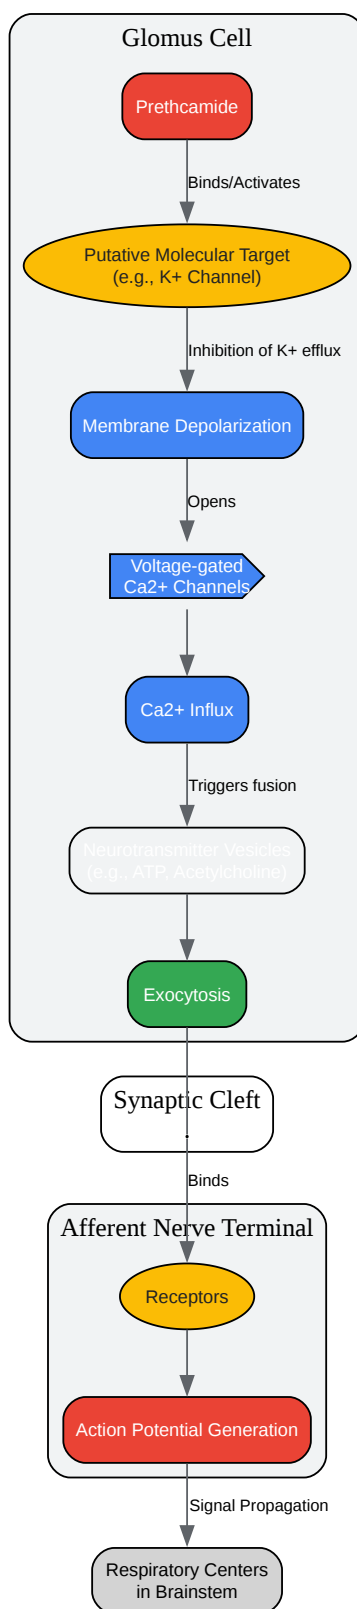 Glomus Cell
Prethcamide
Binds/Activates
Putative Molecular Target
(e.g., K+ Channel)
Inhibition of K+ efflux
Membrane Depolarization
Opens
Voltage-gated
Ca2+ Channels
Ca2+ Influx
Triggers fusion
Neurotransmitter Vesicles
(e.g., ATP, Acetylcholine)
Exocytosis
Synaptic Cleft
.
Binds
Afferent Nerve Terminal
Receptors
Action Potential Generation
Signal Propagation
Respiratory Centers
in Brainstem